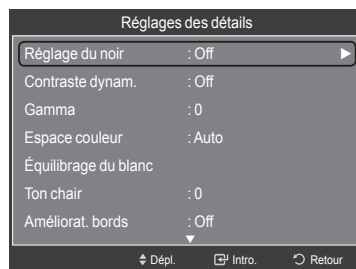 Réglages des détails
Réglage du noir : Off
Contraste dynam. : Off
Gamma : 0
Espace couleur : Auto
Équilibrage du blanc
Ton chair : 0
Améliorat. bords : Off
Dépl. Intro. Retour